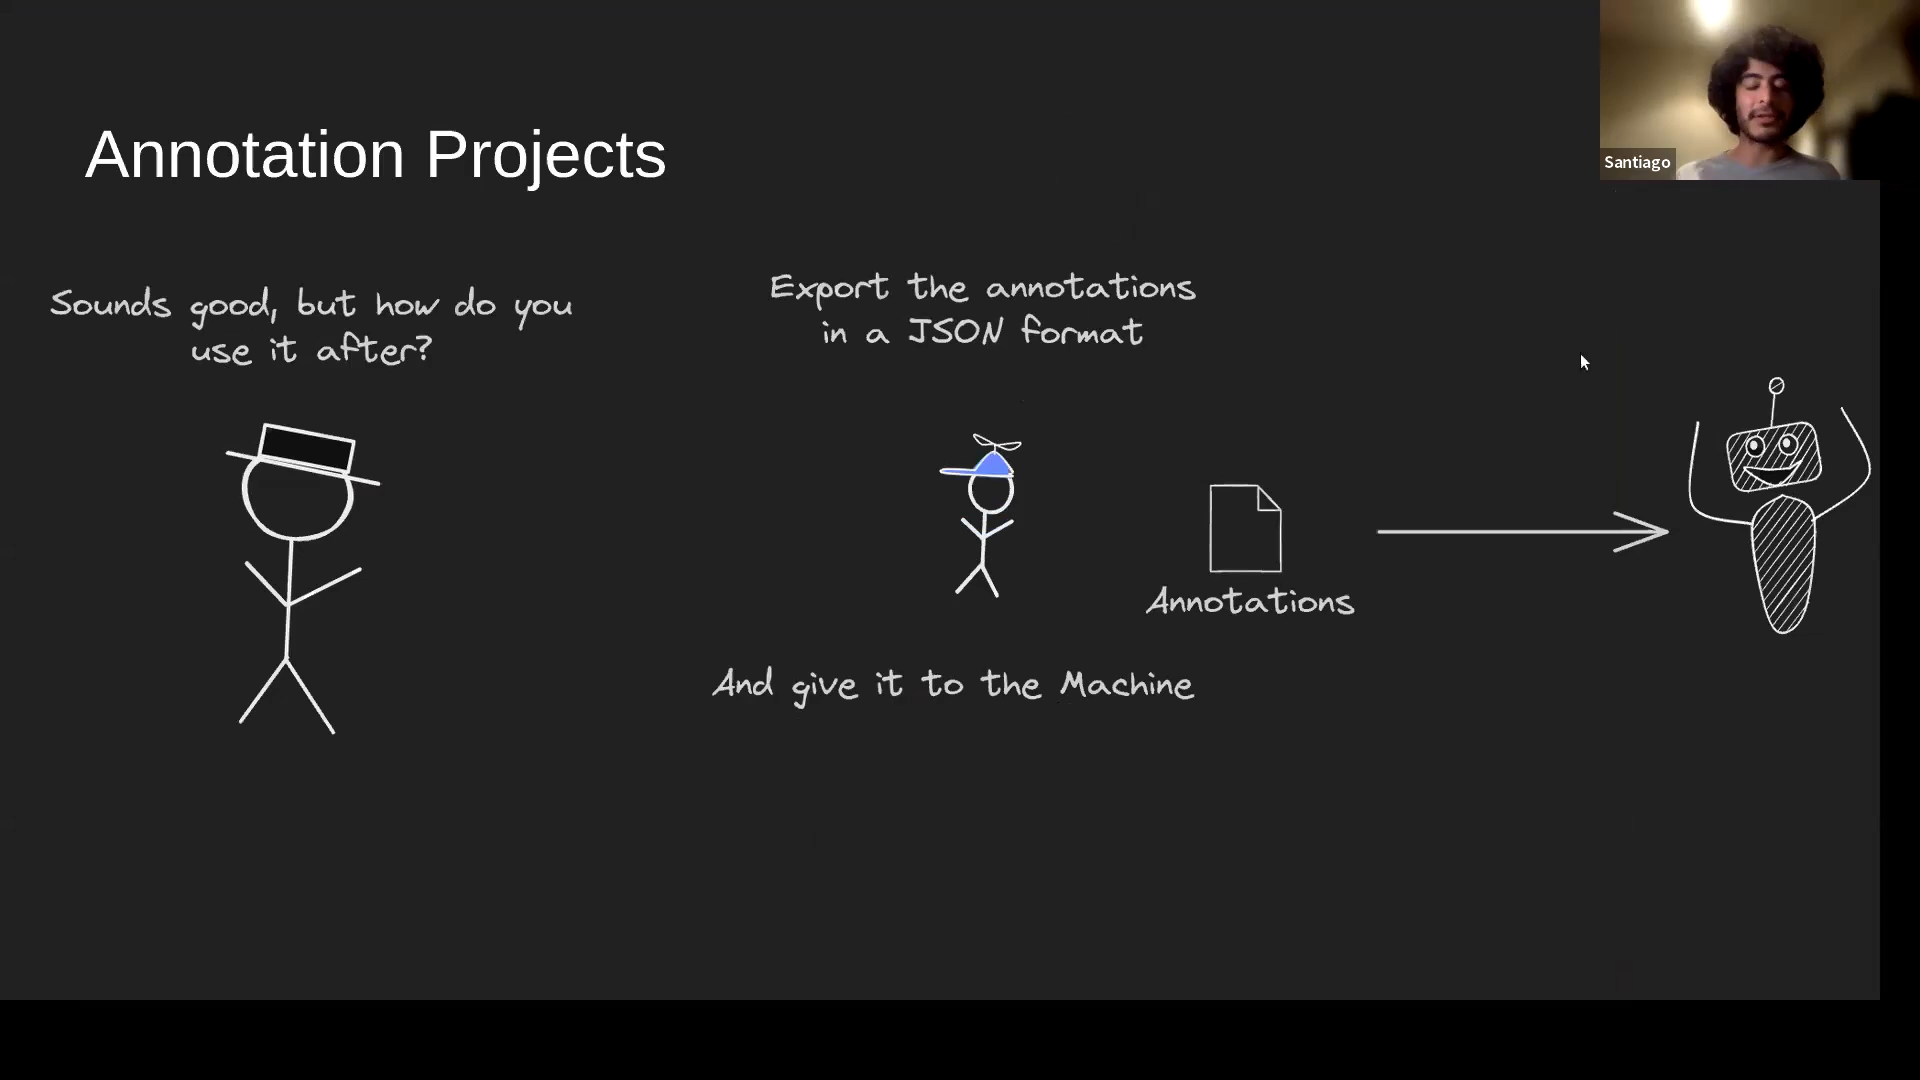 Santiago
Annotation Projects
Sounds good, but how do you
use it after?
Export the annotations
in a JSON format
Annotations
And give it to the Machine